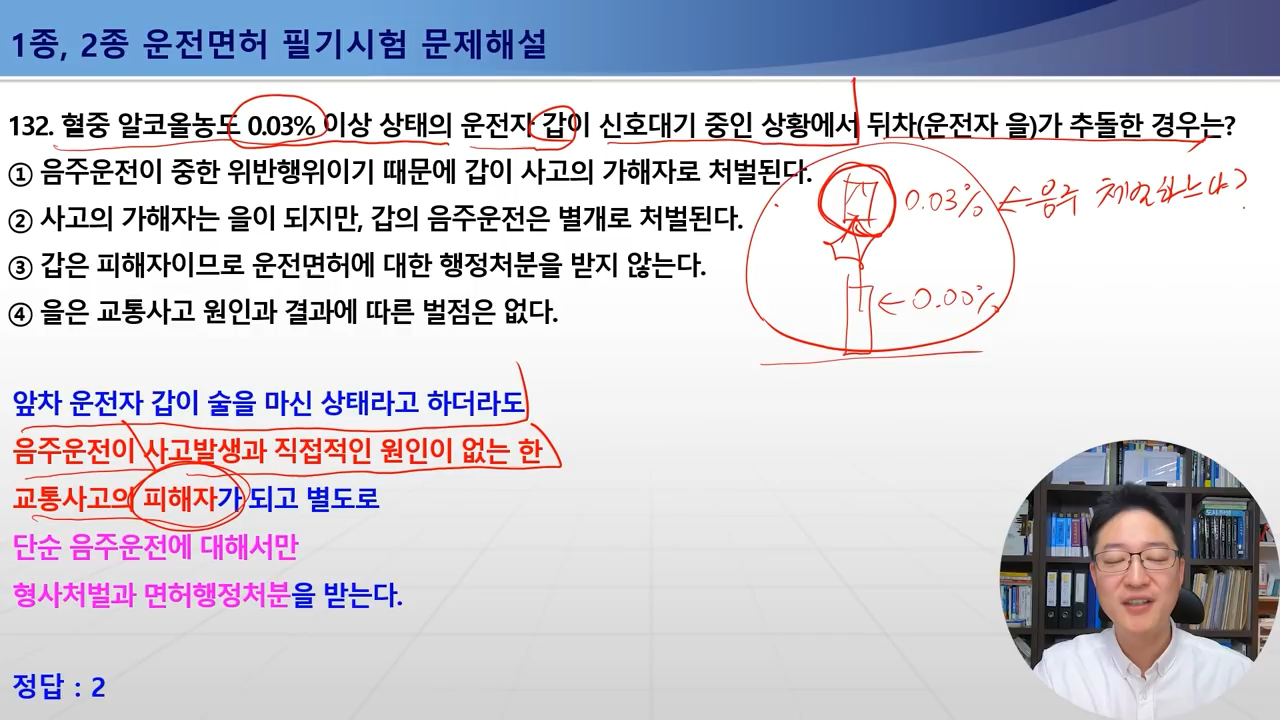 1종, 2종 운전면허 필기시험 문제해설
132. 혈중 알코올농도 0.03% 이상 상태의 운전자 갑이 신호대기 중인 상황에서 뒤차(운전자 을)가 추돌한 경우는?
① 음주운전이 중한 위반행위이기 때문에 갑이 사고의 가해자로 처벌된다.
② 사고의 가해자는 을이 되지만, 갑의 음주운전은 별개로 처벌된다.
③ 갑은 피해자이므로 운전면허에 대한 행정처분을 받지 않는다.
④ 을은 교통사고 원인과 결과에 따른 벌점은 없다.
0.03% ← 음주
← 0.00%
앞차 운전자 갑이 술을 마신 상태라고 하더라도
음주운전이 사고발생과 직접적인 원인이 없는 한
교통사고의 피해자가 되고 별도로
단순 음주운전에 대해서만
형사처벌과 면허행정처분을 받는다.
정답 : 2